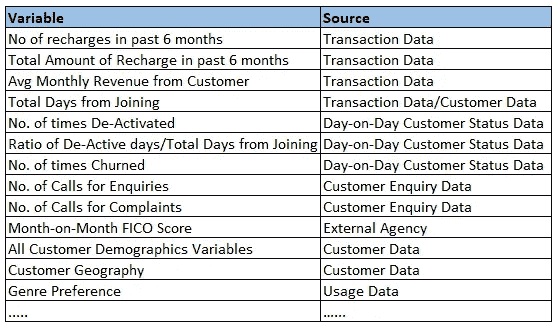 Variable Source
No of recharges in past 6 months Transaction Data
Total Amount of Recharge in past 6 months Transaction Data
Avg Monthly Revenue from Customer Transaction Data
Total Days from Joining Transaction Data/Customer Data
No. of times De-Activated Day-on-Day Customer Status Data
Ratio of De-Active days/Total Days from Joining Day-on-Day Customer Status Data
No. of times Churned Day-on-Day Customer Status Data
No. of Calls for Enquiries Customer Enquiry Data
No. of Calls for Complaints Customer Enquiry Data
Month-on-Month FICO Score External Agency
All Customer Demographics Variables Customer Data
Customer Geography Customer Data
Genre Preference Usage Data
..... ......